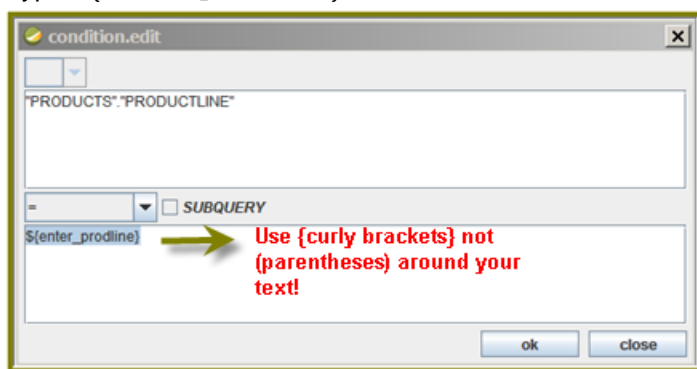 condition.edit
"PRODUCTS"."PRODUCTLINE"
= SUBQUERY
${enter_prodline}
Use {curly brackets} not
(parentheses) around your
text!
ok close